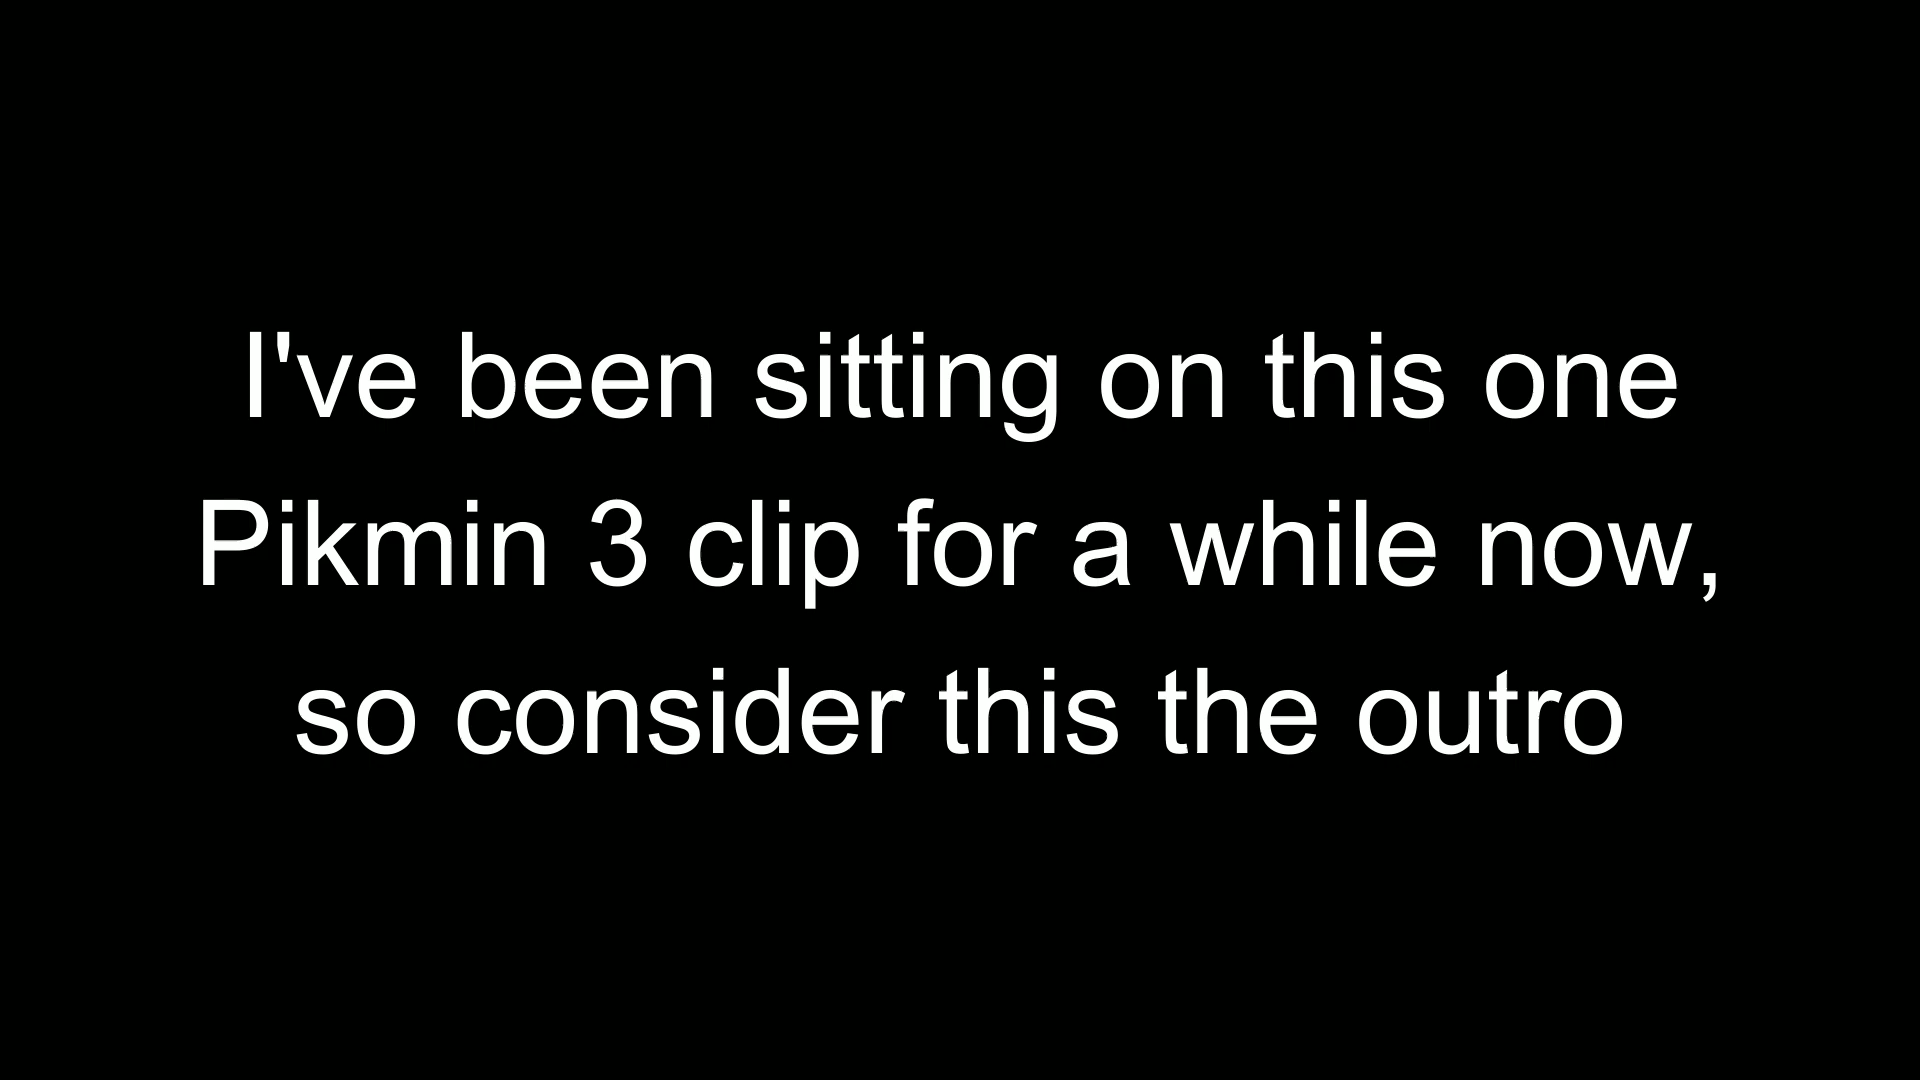 I've been sitting on this one
Pikmin 3 clip for a while now,
so consider this the outro